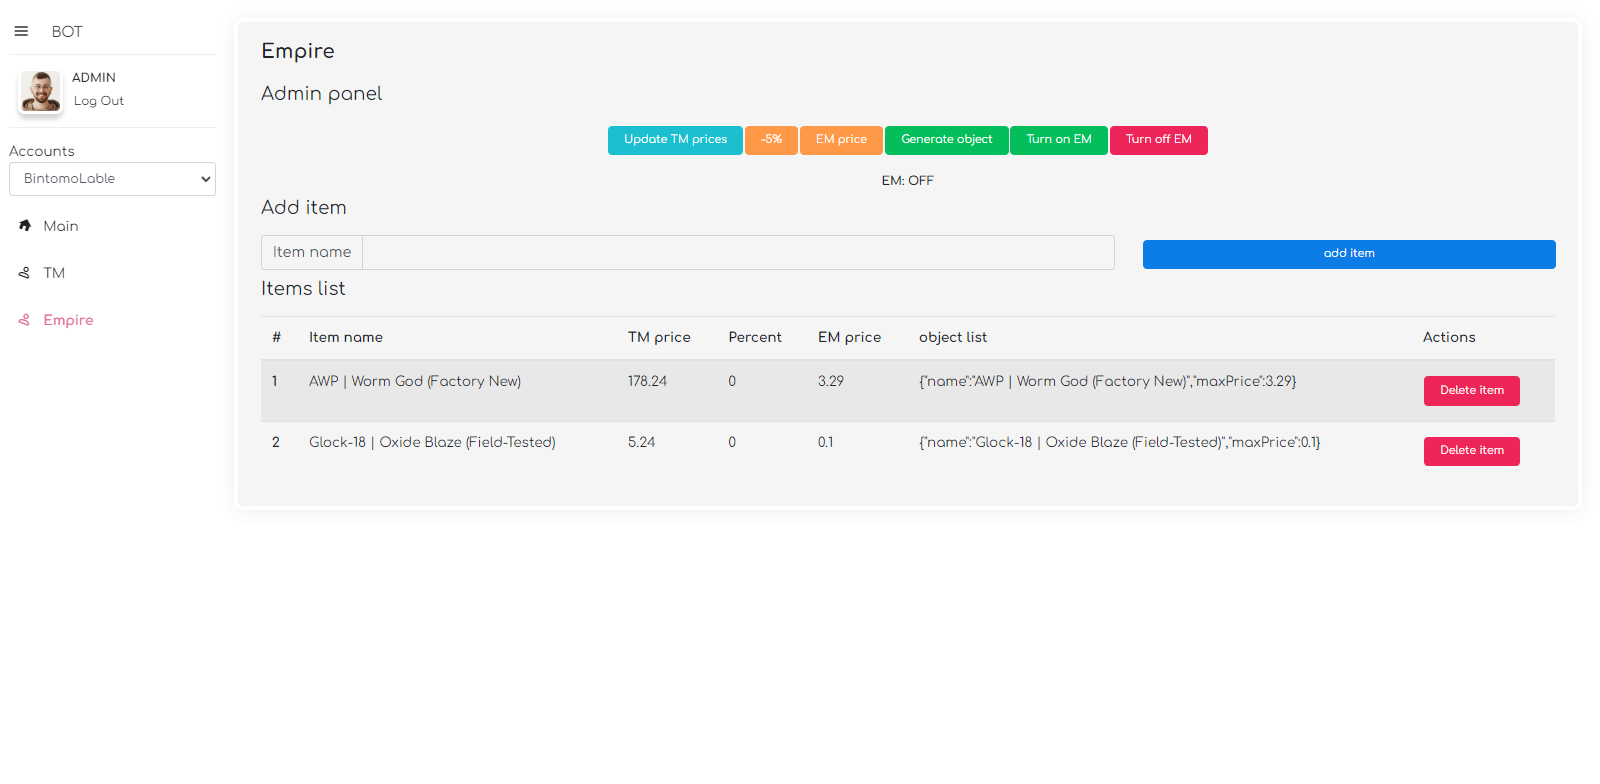 BOT
ADMIN
Log Out
Accounts
BintomoLable
Main
TM
Empire
Empire
Admin panel
Update TM prices -5% EM price Generate object Turn on EM Turn off EM
EM: OFF
Add item
Item name add item
Items list
# Item name TM price Percent EM price object list Actions
1 AWP | Worm God (Factory New) 178.24 0 3.29 {"name":"AWP | Worm God (Factory New)","maxPrice":3.29} Delete item
2 Glock-18 | Oxide Blaze (Field-Tested) 5.24 0 0.1 {"name":"Glock-18 | Oxide Blaze (Field-Tested)","maxPrice":0.1} Delete item